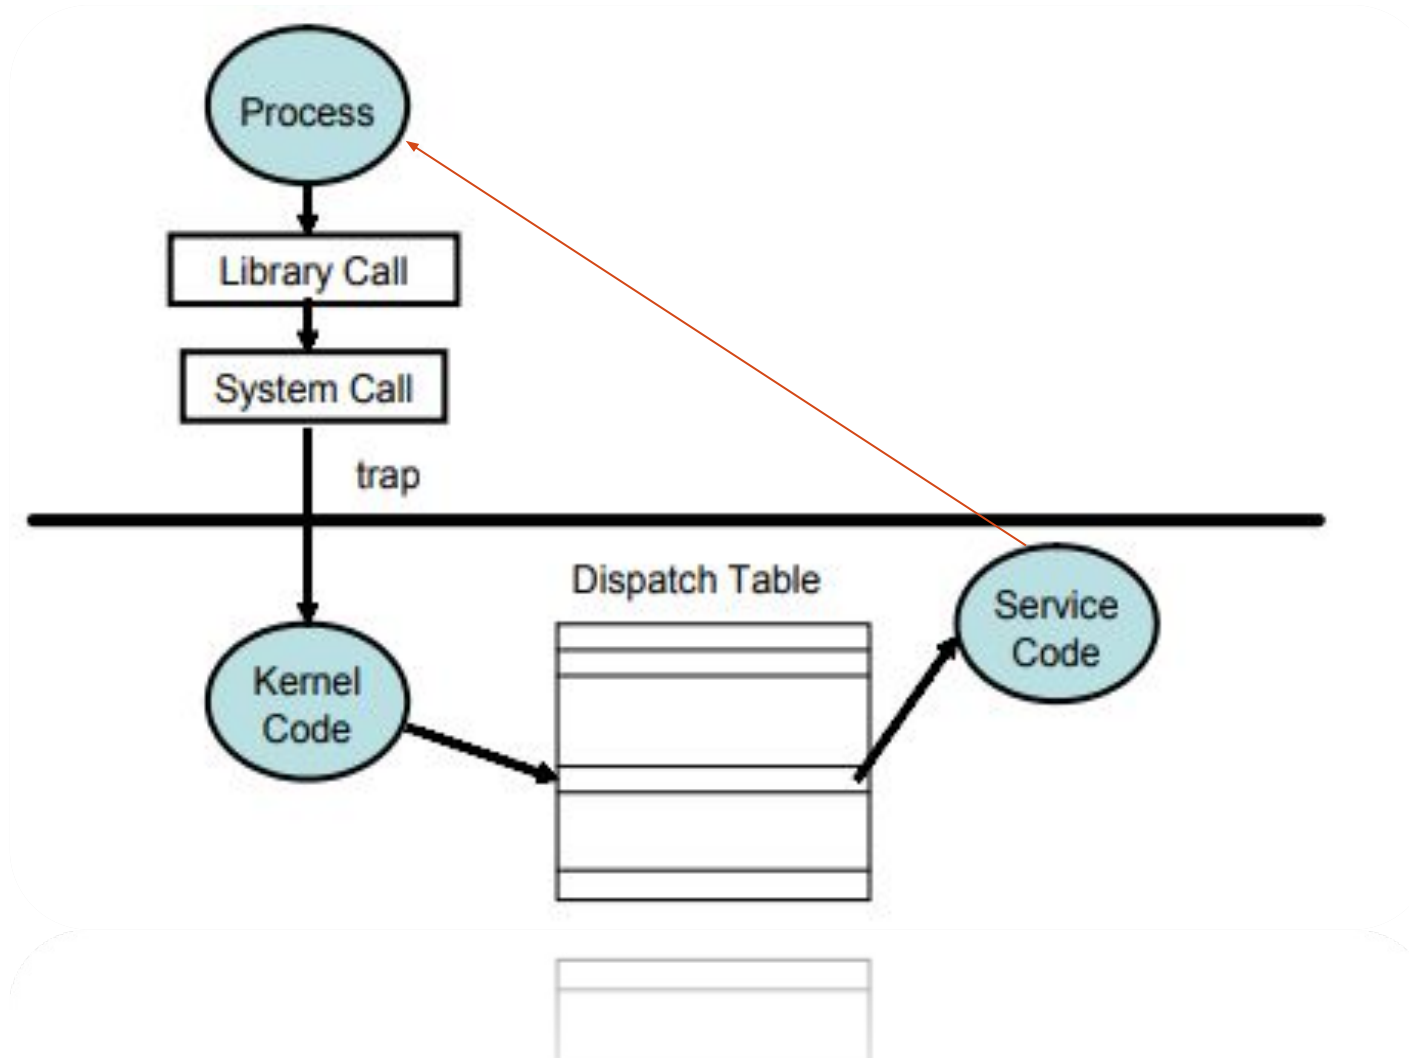 Process
Library Call
System Call
trap
Dispatch Table
Service
Code
Kernel
Code